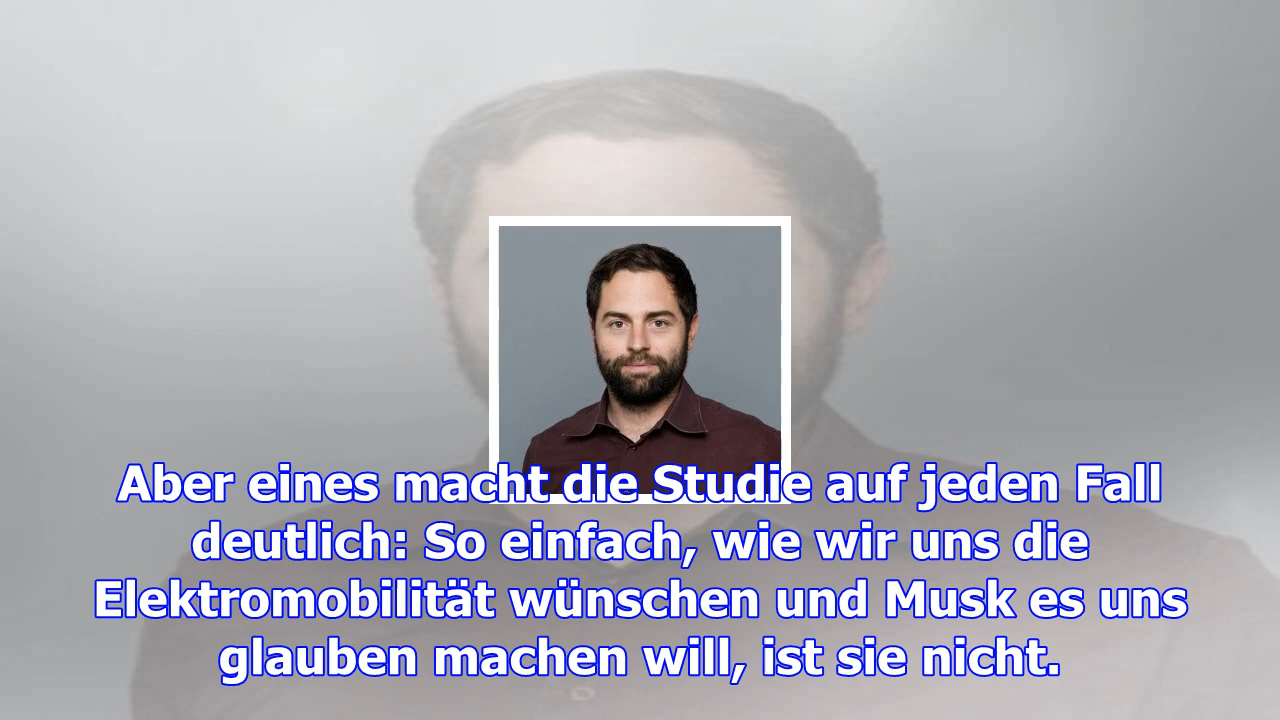 Aber eines macht die Studie auf jeden Fall
deutlich: So einfach, wie wir uns die
Elektromobilität wünschen und Musk es uns
glauben machen will, ist sie nicht.